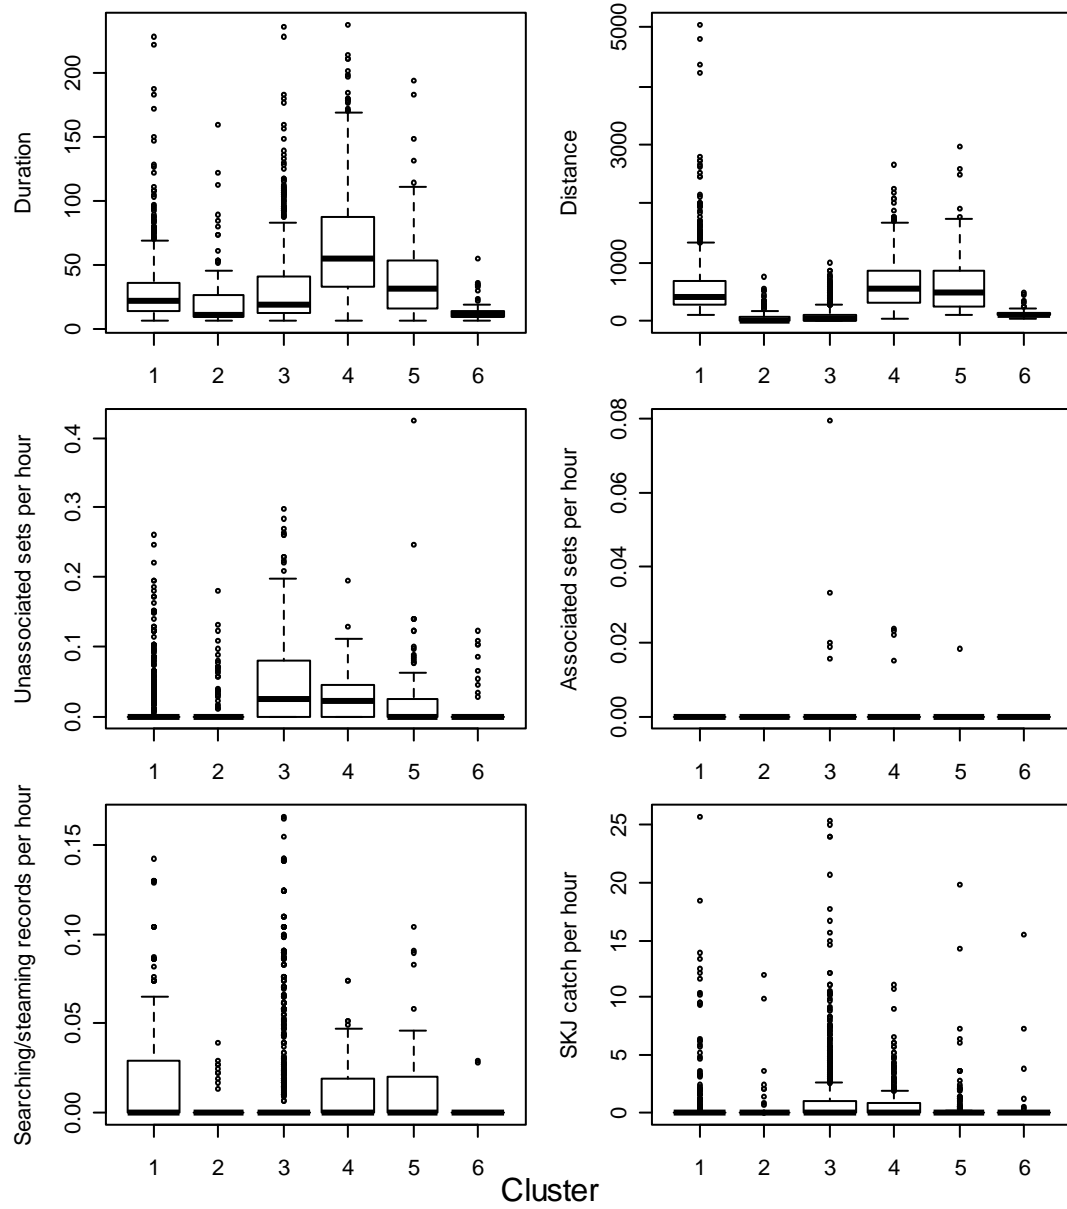 Duration
0 50 100 150 200
1 2 3 4 5 6
Distance
0 1000 3000 5000
1 2 3 4 5 6
Unassociated sets per hour
0.0 0.1 0.2 0.3 0.4
1 2 3 4 5 6
Associated sets per hour
0.00 0.02 0.04 0.06 0.08
1 2 3 4 5 6
Searching/steaming records per hour
0.00 0.05 0.10 0.15
1 2 3 4 5 6
SKJ catch per hour
0 5 10 15 20 25
1 2 3 4 5 6
Cluster